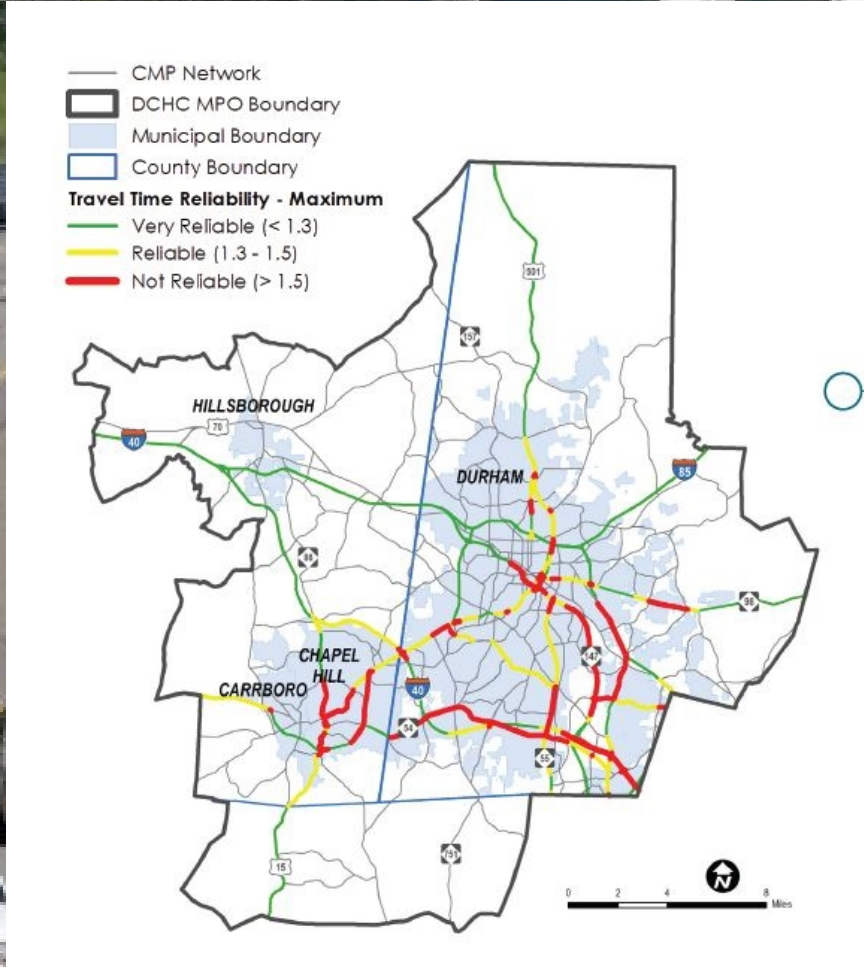 CMP Network
DCHC MPO Boundary
Municipal Boundary
County Boundary
Travel Time Reliability - Maximum
Very Reliable (< 1.3)
Reliable (1.3 - 1.5)
Not Reliable (> 1.5)
501
157
HILLSBOROUGH
70
40
DURHAM
85
86
98
CHAPEL
HILL
147
CARRBORO
40
54
55
15
751
N
0 2 4 8
Miles